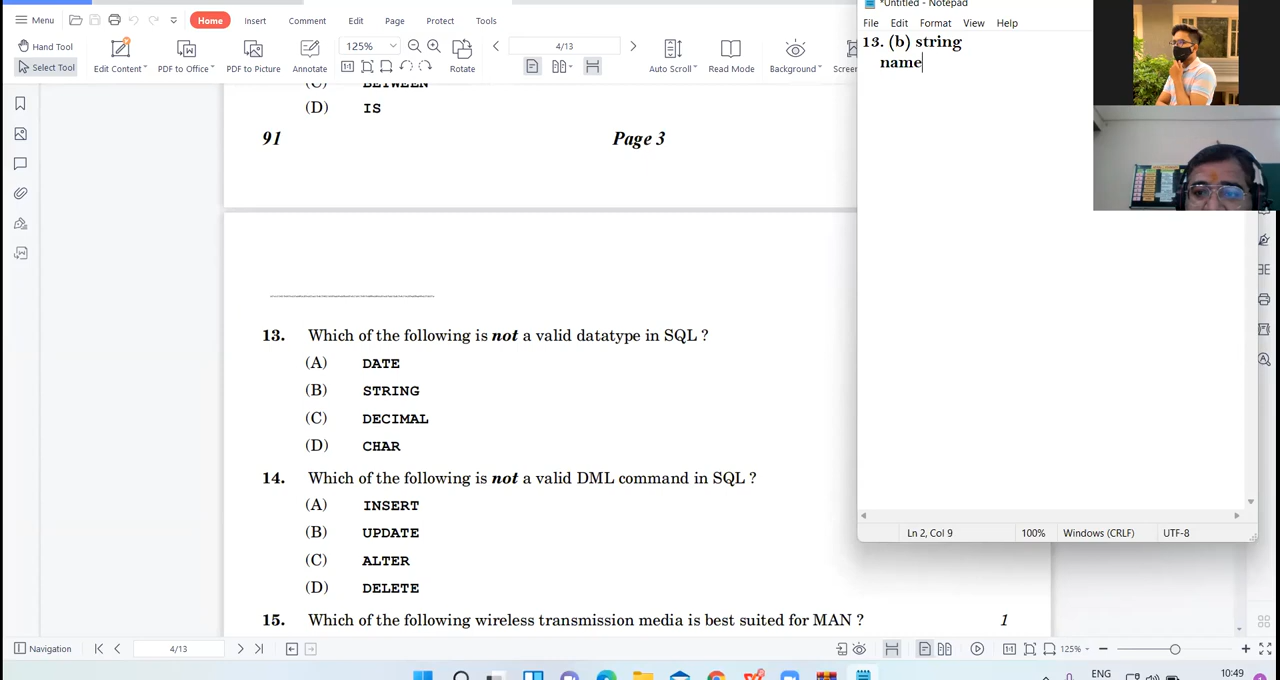 Menu
Home
Insert
Comment
Edit
Page
Protect
Tools
Hand Tool
Select Tool
Edit Content
PDF to Office
PDF to Picture
Annotate
125%
Rotate
4/13
Auto Scroll
Read Mode
Background
Screen
*Untitled - Notepad
File Edit Format View Help
13. (b) string
name
Ln 2, Col 9
100%
Windows (CRLF)
UTF-8
(C) BETWEEN
(D) IS
91 Page 3
13. Which of the following is not a valid datatype in SQL ?
(A) DATE
(B) STRING
(C) DECIMAL
(D) CHAR
14. Which of the following is not a valid DML command in SQL ?
(A) INSERT
(B) UPDATE
(C) ALTER
(D) DELETE
15. Which of the following wireless transmission media is best suited for MAN ? 1
Navigation
4/13
125%
ENG
10:49